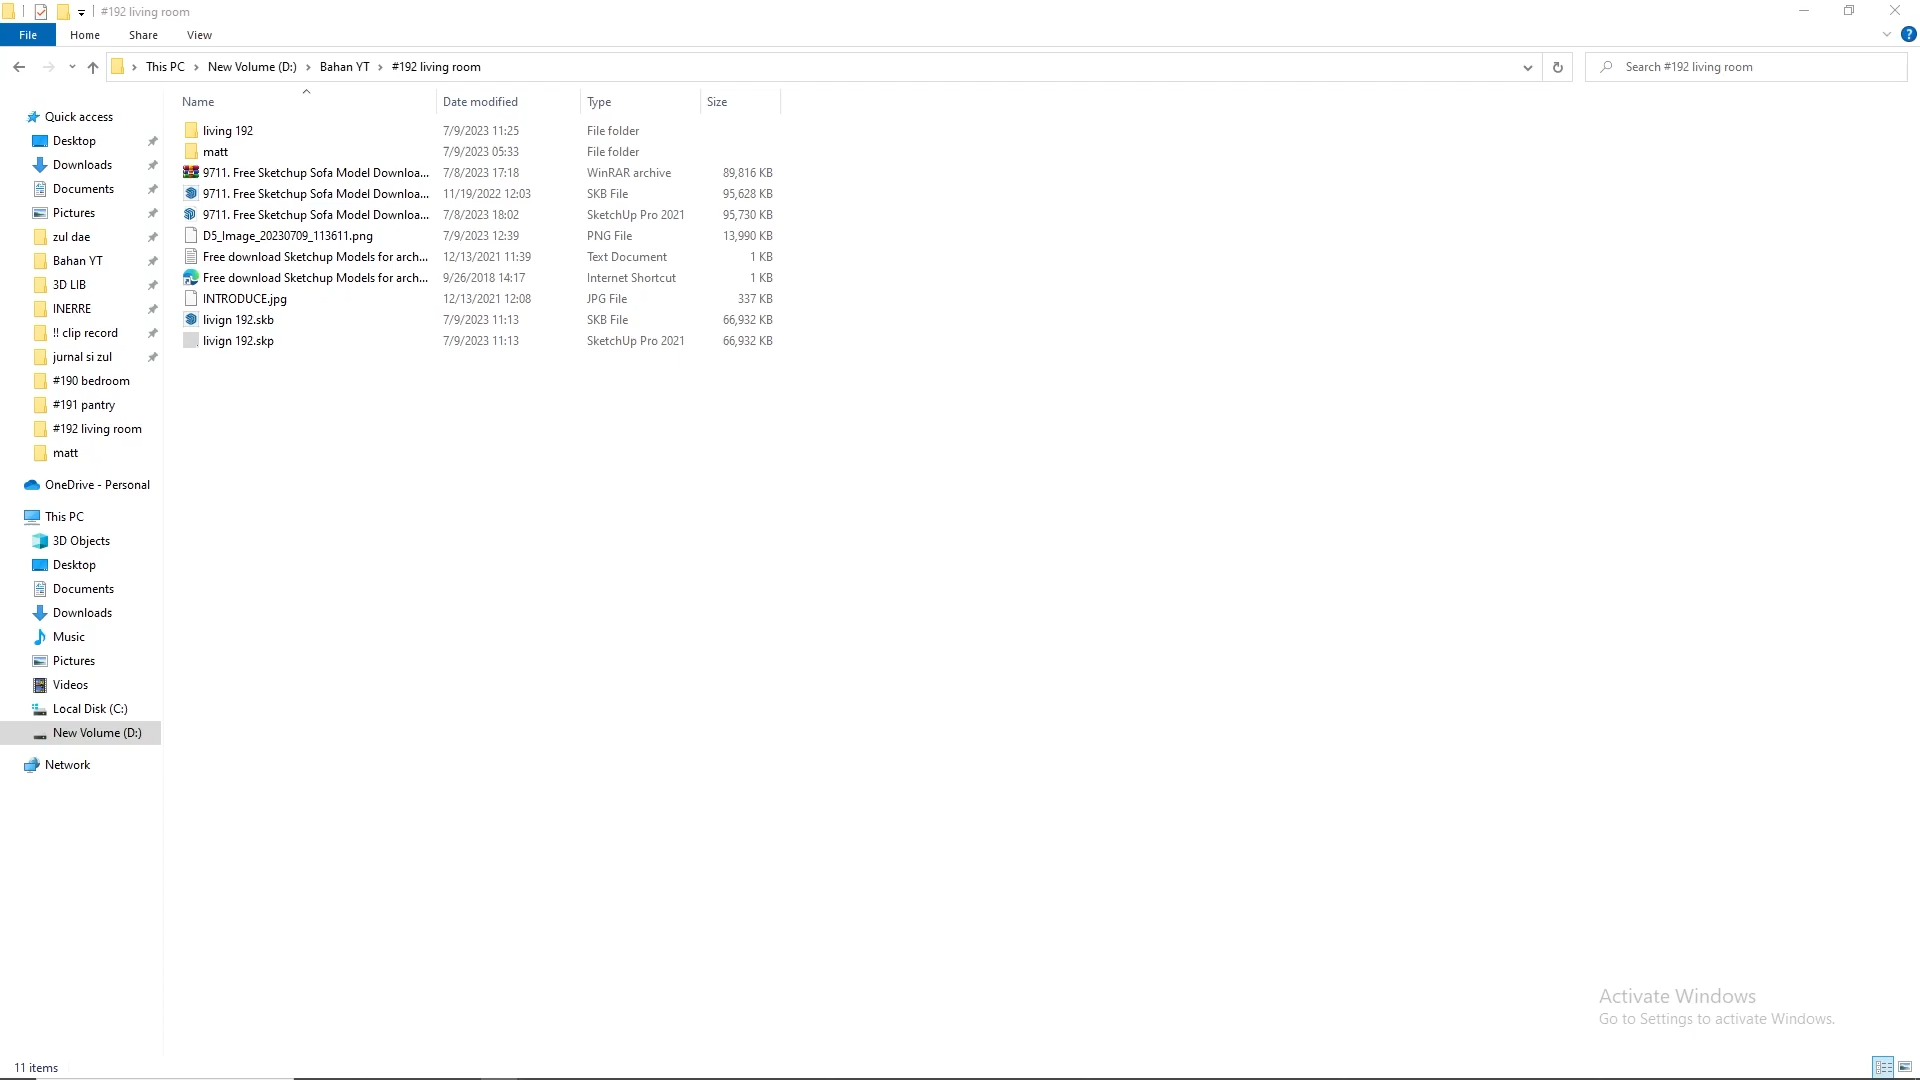 #192 living room
File Home Share View
This PC New Volume (D:) Bahan YT #192 living room
Search #192 living room
Name Date modified Type Size
Quick access
Desktop
Downloads
Documents
Pictures
zul dae
Bahan YT
3D LIB
INERRE
!! clip record
jurnal si zul
#190 bedroom
#191 pantry
#192 living room
matt
OneDrive - Personal
This PC
3D Objects
Desktop
Documents
Downloads
Music
Pictures
Videos
Local Disk (C:)
New Volume (D:)
Network
living 192 7/9/2023 11:25 File folder
matt 7/9/2023 05:33 File folder
9711. Free Sketchup Sofa Model Downloa... 7/8/2023 17:18 WinRAR archive 89,816 KB
9711. Free Sketchup Sofa Model Downloa... 11/19/2022 12:03 SKB File 95,628 KB
9711. Free Sketchup Sofa Model Downloa... 7/8/2023 18:02 SketchUp Pro 2021 95,730 KB
D5_Image_20230709_113611.png 7/9/2023 12:39 PNG File 13,990 KB
Free download Sketchup Models for arch... 12/13/2021 11:39 Text Document 1 KB
Free download Sketchup Models for arch... 9/26/2018 14:17 Internet Shortcut 1 KB
INTRODUCE.jpg 12/13/2021 12:08 JPG File 337 KB
livign 192.skb 7/9/2023 11:13 SKB File 66,932 KB
livign 192.skp 7/9/2023 11:13 SketchUp Pro 2021 66,932 KB
Activate Windows
Go to Settings to activate Windows.
11 items